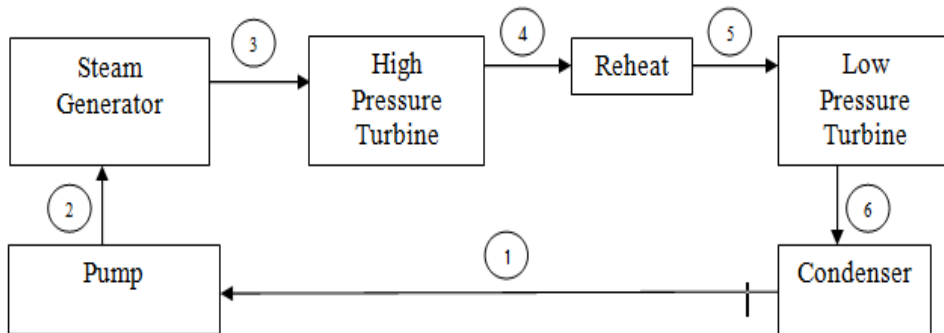 3
4
5
Steam
Generator
High
Pressure
Turbine
Reheat
Low
Pressure
Turbine
2
6
1
Pump
Condenser